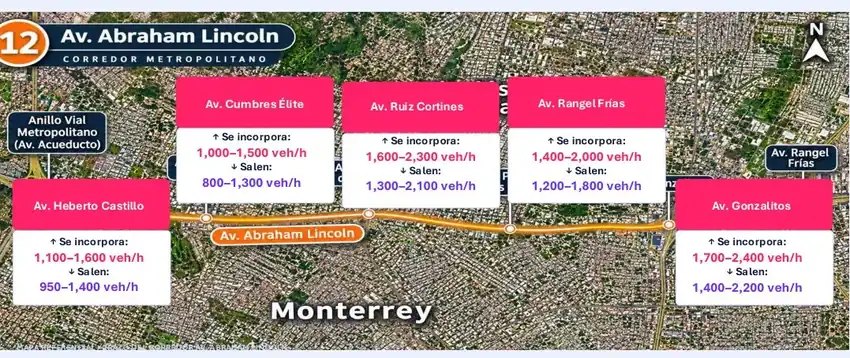 12
Av. Abraham Lincoln
CORREDOR METROPOLITANO
N
Anillo Vial
Metropolitano
(Av. Acueducto)
Av. Cumbres Élite
↑ Se incorpora:
1,000–1,500 veh/h
↓ Salen:
800–1,300 veh/h
Av. Ruiz Cortines
↑ Se incorpora:
1,600–2,300 veh/h
↓ Salen:
1,300–2,100 veh/h
Av. Rangel Frías
↑ Se incorpora:
1,400–2,000 veh/h
↓ Salen:
1,200–1,800 veh/h
Av. Rangel
Frías
Av. Heberto Castillo
↑ Se incorpora:
1,100–1,600 veh/h
↓ Salen:
950–1,400 veh/h
Av. Abraham Lincoln
Av. Gonzalitos
↑ Se incorpora:
1,700–2,400 veh/h
↓ Salen:
1,400–2,200 veh/h
Monterrey